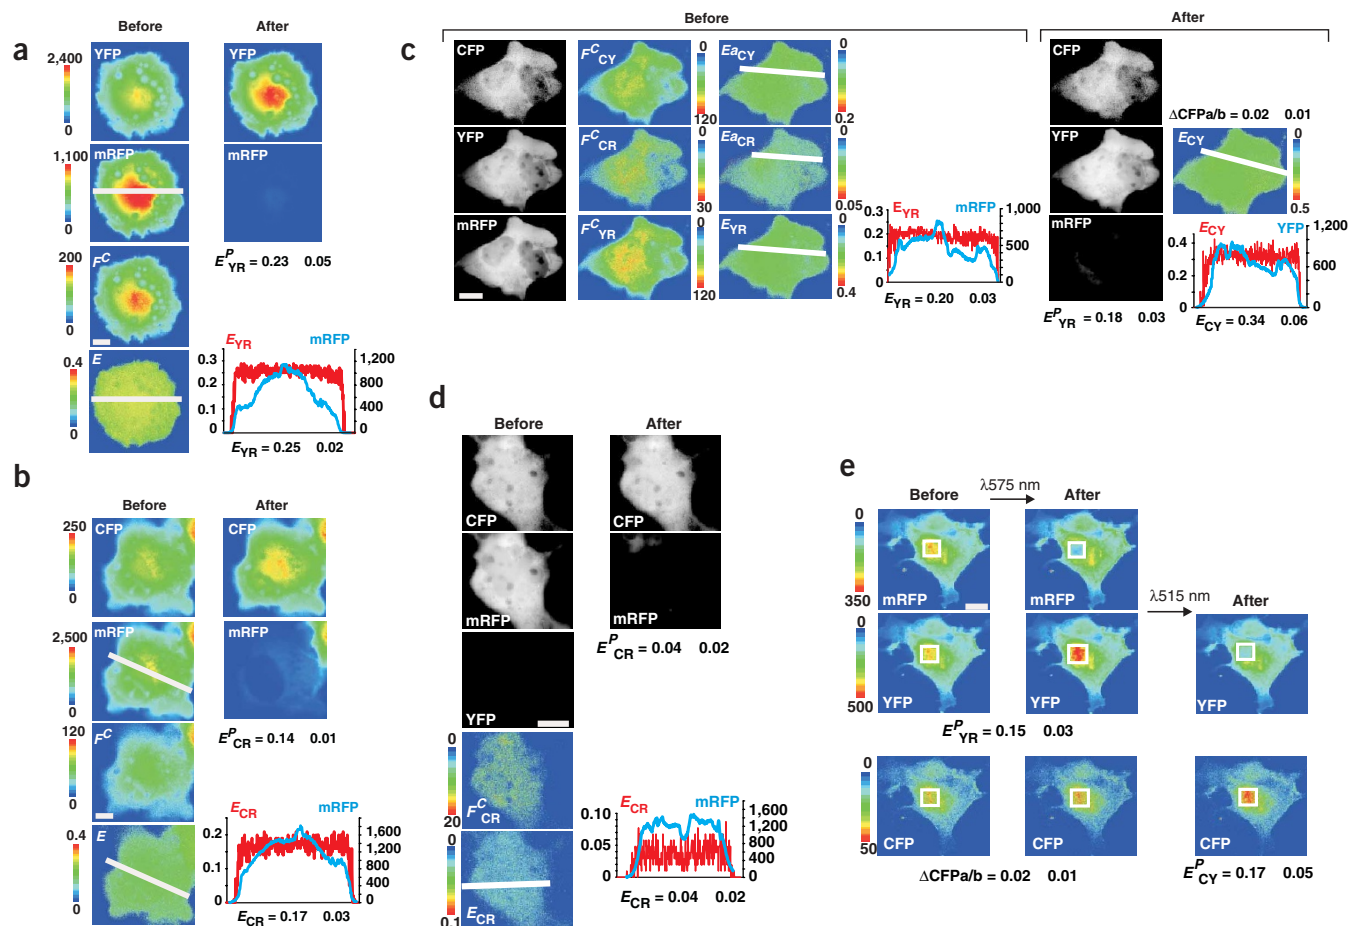 a
Before
After
YFP
YFP
2,400
0
mRFP
mRFP
1,100
0
E^P_YR = 0.23 0.05
F^C
200
0
E
0.4
0
E_YR
mRFP
0.3
0.2
0.1
0
1,200
800
400
0
E_YR = 0.25 0.02
b
Before
After
CFP
CFP
250
0
mRFP
mRFP
2,500
0
E^P_CR = 0.14 0.01
F^C
120
0
E
0.4
0
E_CR
mRFP
0.2
0.1
0
1,600
1,200
800
400
0
E_CR = 0.17 0.03
c
Before
After
CFP
F^C_CY
0
120
Ea_CY
0
0.2
YFP
F^C_CR
0
30
Ea_CR
0
0.05
mRFP
F^C_YR
0
120
E_YR
0
0.4
E_YR
mRFP
0.3
0.2
0.1
0
1,000
500
0
E_YR = 0.20 0.03
CFP
ΔCFPa/b = 0.02 0.01
YFP
E_CY
0
0.5
mRFP
E^P_YR = 0.18 0.03
E_CY
YFP
0.4
0.2
0
1,200
800
400
0
E_CY = 0.34 0.06
d
Before
After
CFP
CFP
mRFP
mRFP
E^P_CR = 0.04 0.02
YFP
F^C_CR
0
20
E_CR
0
0.1
E_CR
mRFP
0.10
0.05
0
1,600
1,200
800
400
0
E_CR = 0.04 0.02
e
Before
λ575 nm
After
mRFP
mRFP
0
350
λ515 nm
After
YFP
YFP
YFP
0
500
E^P_YR = 0.15 0.03
CFP
CFP
CFP
0
50
ΔCFPa/b = 0.02 0.01
E^P_CY = 0.17 0.05